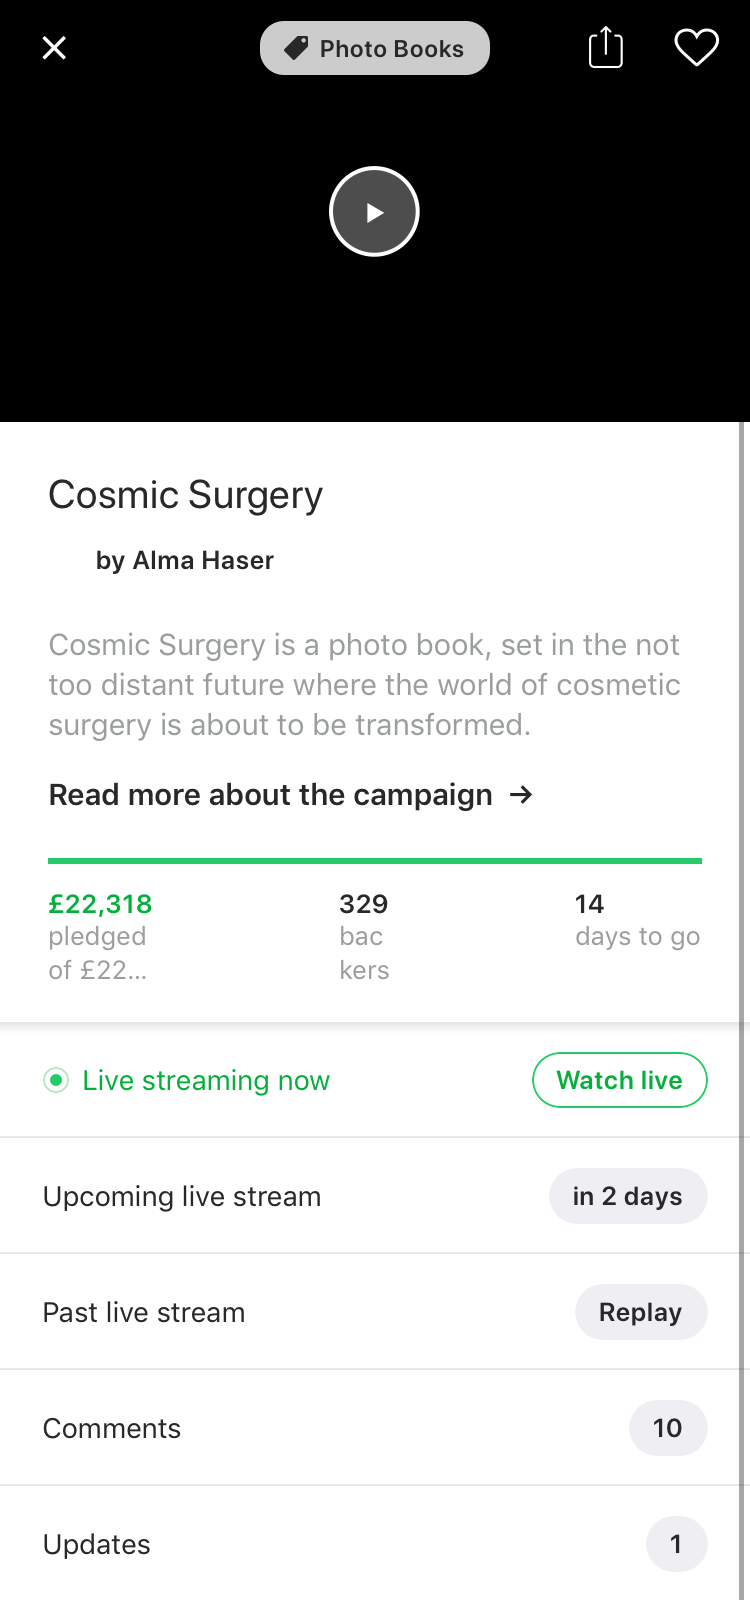 Photo Books
Cosmic Surgery
by Alma Haser
Cosmic Surgery is a photo book, set in the not
too distant future where the world of cosmetic
surgery is about to be transformed.
Read more about the campaign →
£22,318
pledged
of £22...
329
bac
kers
14
days to go
Live streaming now
Watch live
Upcoming live stream
in 2 days
Past live stream
Replay
Comments
10
Updates
1